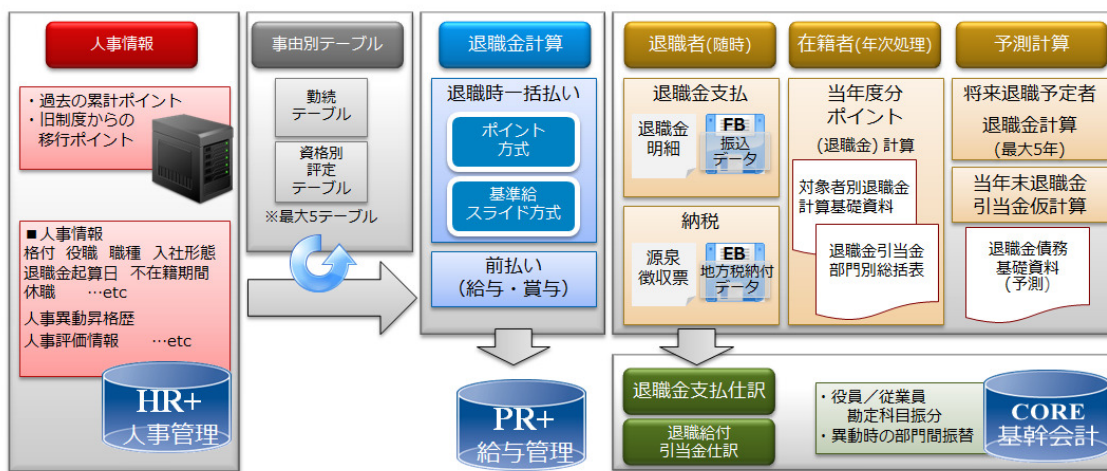 人事情報
・過去の累計ポイント
・旧制度からの
移行ポイント
■人事情報
格付 役職 職種 入社形態
退職金起算日 不在籍期間
休職 …etc
人事異動昇格歴
人事評価情報 …etc
HR+
人事管理
事由別テーブル
勤続
テーブル
資格別
評定
テーブル
※最大5テーブル
退職金計算
退職時一括払い
ポイント
方式
基準給
スライド方式
前払い
(給与・賞与)
PR+
給与管理
退職者(随時)
退職金支払
退職金
明細
FB
振込
データ
納税
源泉
徴収票
EB
地方税納付
データ
在籍者(年次処理)
当年度分
ポイント
(退職金)計算
対象者別退職金
計算基礎資料
退職金引当金
部門別総括表
予測計算
将来退職予定者
退職金計算
(最大5年)
当年末退職金
引当金仮計算
退職金債務
基礎資料
(予測)
退職金支払仕訳
退職給付
引当金仕訳
・役員/従業員
勘定科目振分
・異動時の部門間振替
CORE
基幹会計